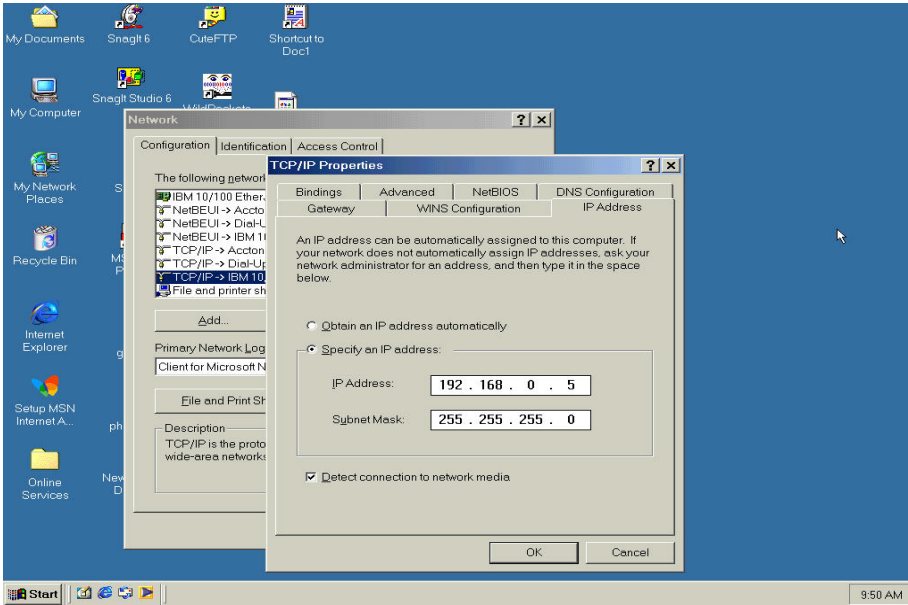 My Documents
SnagIt 6
CuteFTP
Shortcut to
Doc1
My Computer
SnagIt Studio 6
My Network
Places
Recycle Bin
Internet
Explorer
Setup MSN
Internet A...
Online
Services
Network
Configuration
Identification
Access Control
The following network
IBM 10/100 Ether
NetBEUI -> Accto
NetBEUI -> Dial-U
NetBEUI -> IBM 1
TCP/IP -> Accton
TCP/IP -> Dial-Up
TCP/IP -> IBM 10
File and printer sh
Add...
Primary Network Log
Client for Microsoft N
File and Print Sh
Description
TCP/IP is the proto
wide-area networks
TCP/IP Properties
Bindings
Advanced
NetBIOS
DNS Configuration
Gateway
WINS Configuration
IP Address
An IP address can be automatically assigned to this computer. If
your network does not automatically assign IP addresses, ask your
network administrator for an address, and then type it in the space
below.
Obtain an IP address automatically
Specify an IP address:
IP Address:
192 . 168 . 0 . 5
Subnet Mask:
255 . 255 . 255 . 0
Detect connection to network media
OK
Cancel
Start
9:50 AM